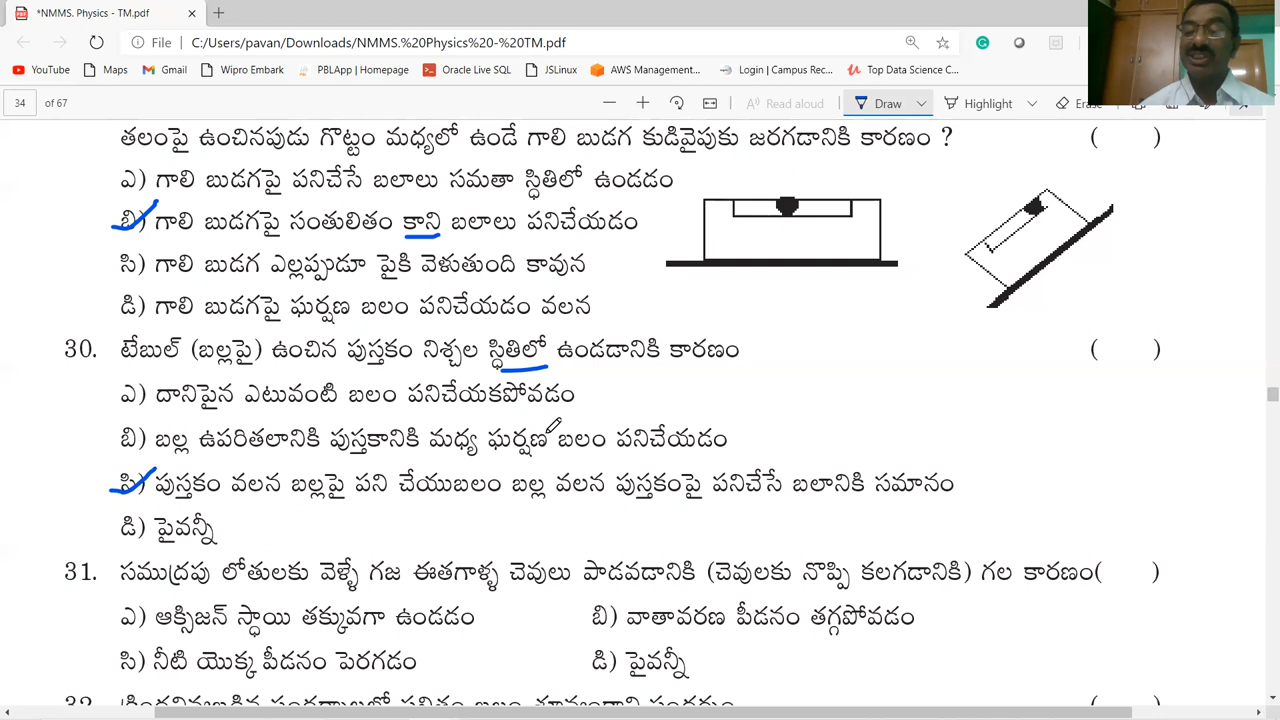 *NMMS. Physics - TM.pdf
File | C:/Users/pavan/Downloads/NMMS.%20Physics%20-%20TM.pdf
YouTube Maps Gmail Wipro Embark PBLApp | Homepage Oracle Live SQL JSLinux AWS Management... Login | Campus Rec... Top Data Science C...
34 of 67 Read aloud Draw Highlight Erase
తలంపై ఉంచినపుడు గొట్టం మధ్యలో ఉండే గాలి బుడగ కుడివైపుకు జరగడానికి కారణం ? ( )
ఎ) గాలి బుడగపై పనిచేసే బలాలు సమతా స్థితిలో ఉండడం
బి) గాలి బుడగపై సంతులితం కాని బలాలు పనిచేయడం
సి) గాలి బుడగ ఎల్లప్పుడూ పైకి వెళుతుంది కావున
డి) గాలి బుడగపై ఘర్షణ బలం పనిచేయడం వలన
30. టేబుల్ (బల్లపై) ఉంచిన పుస్తకం నిశ్చల స్థితిలో ఉండడానికి కారణం ( )
ఎ) దానిపైన ఎటువంటి బలం పనిచేయకపోవడం
బి) బల్ల ఉపరితలానికి పుస్తకానికి మధ్య ఘర్షణ బలం పనిచేయడం
సి) పుస్తకం వలన బల్లపై పని చేయుబలం బల్ల వలన పుస్తకంపై పనిచేసే బలానికి సమానం
డి) పైవన్నీ
31. సముద్రపు లోతులకు వెళ్ళే గజ ఈతగాళ్ళ చెవులు పాడవడానికి (చెవులకు నొప్పి కలగడానికి) గల కారణం( )
ఎ) ఆక్సిజన్ స్థాయి తక్కువగా ఉండడం బి) వాతావరణ పీడనం తగ్గపోవడం
సి) నీటి యొక్క పీడనం పెరగడం డి) పైవన్నీ